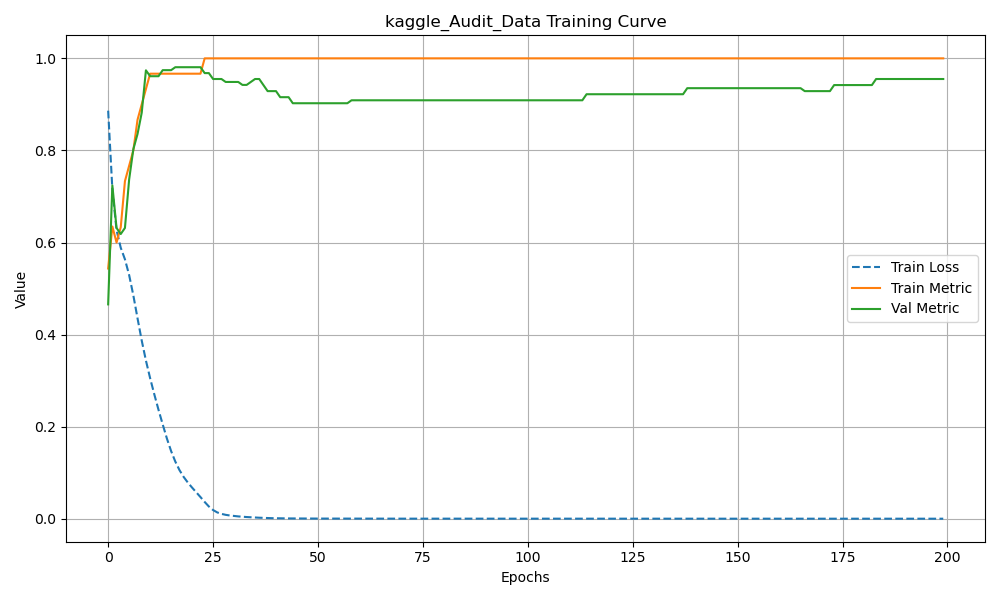 kaggle_Audit_Data Training Curve
1.0
0.8
0.6
0.4
0.2
0.0
Value
Train Loss
Train Metric
Val Metric
0 25 50 75 100 125 150 175 200
Epochs